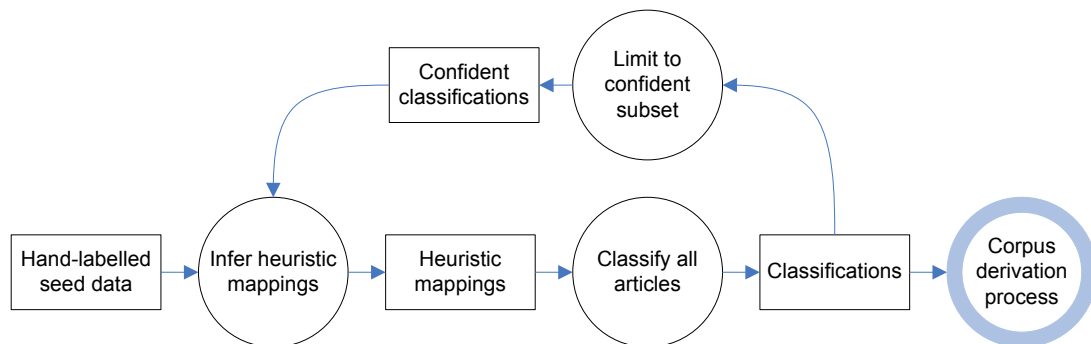 Confident
classifications
Limit to
confident
subset
Hand-labelled
seed data
Infer heuristic
mappings
Heuristic
mappings
Classify all
articles
Classifications
Corpus
derivation
process